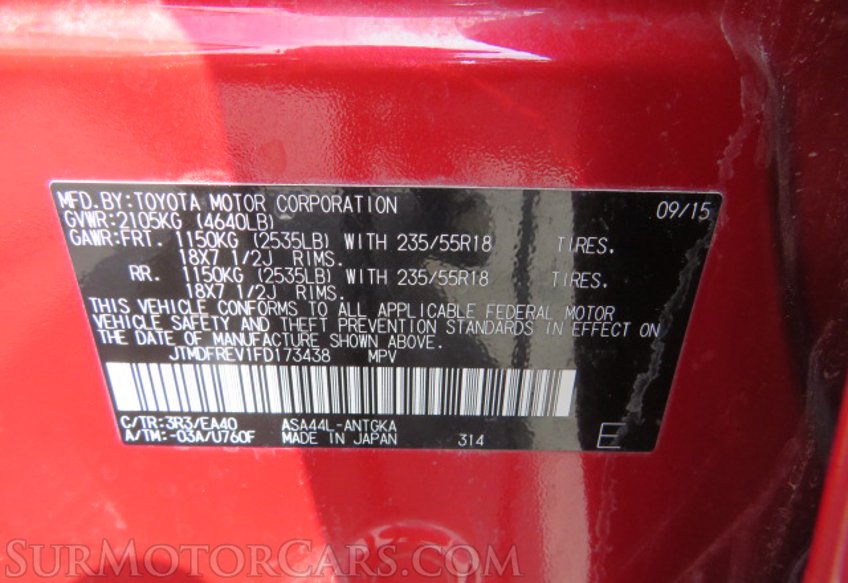 MFD.BY:TOYOTA MOTOR CORPORATION 09/15
GVWR:2105KG (4640LB)
GAWR:FRT. 1150KG (2535LB) WITH 235/55R18 TIRES.
18X7 1/2J RIMS.
RR. 1150KG (2535LB) WITH 235/55R18 TIRES.
18X7 1/2J RIMS.
THIS VEHICLE CONFORMS TO ALL APPLICABLE FEDERAL MOTOR
VEHICLE SAFETY AND THEFT PREVENTION STANDARDS IN EFFECT ON
THE DATE OF MANUFACTURE SHOWN ABOVE.
JTMDFREV1FD173438 MPV
C/TR:3R3/EA40 ASA44L-ANTGKA
A/TM:-03A/U760F MADE IN JAPAN 314 E
SURMOTORCARS.COM